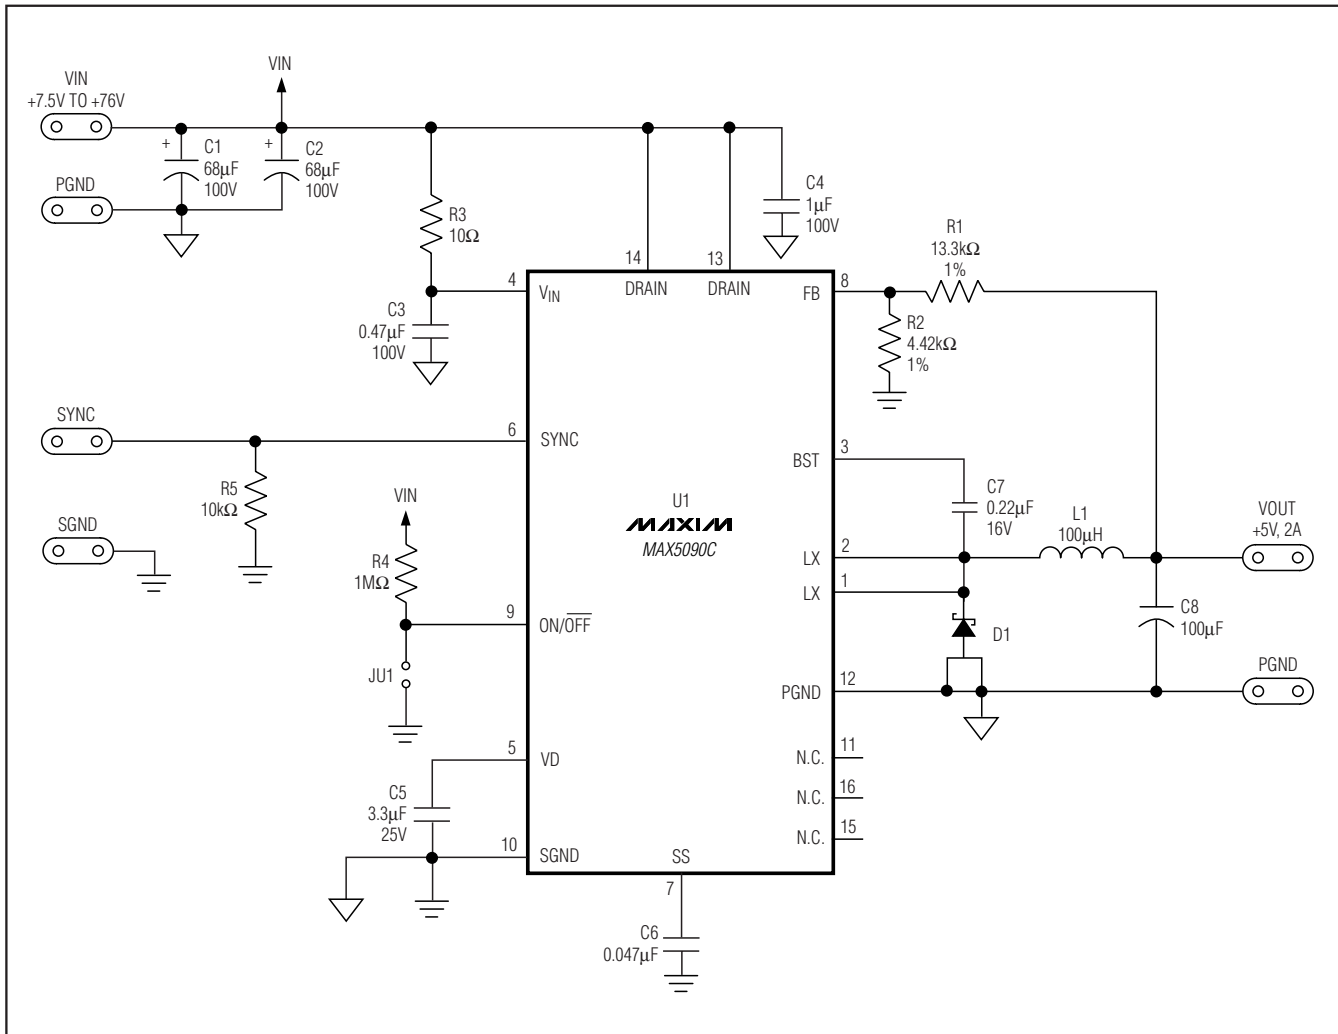 VIN
+7.5V TO +76V
PGND
VIN
+
C1
68μF
100V
+
C2
68μF
100V
R3
10Ω
C4
1μF
100V
R1
13.3kΩ
1%
14
13
4
VIN
DRAIN
DRAIN
FB
8
C3
0.47μF
100V
R2
4.42kΩ
1%
SYNC
6
SYNC
R5
10kΩ
SGND
BST
3
C7
0.22μF
16V
U1
MAXIM
MAX5090C
VIN
R4
1MΩ
LX
2
L1
100μH
VOUT
+5V, 2A
LX
1
9
ON/OFF
JU1
D1
C8
100μF
PGND
12
PGND
5
VD
N.C.
11
N.C.
16
N.C.
15
C5
3.3μF
25V
10
SGND
SS
7
C6
0.047μF